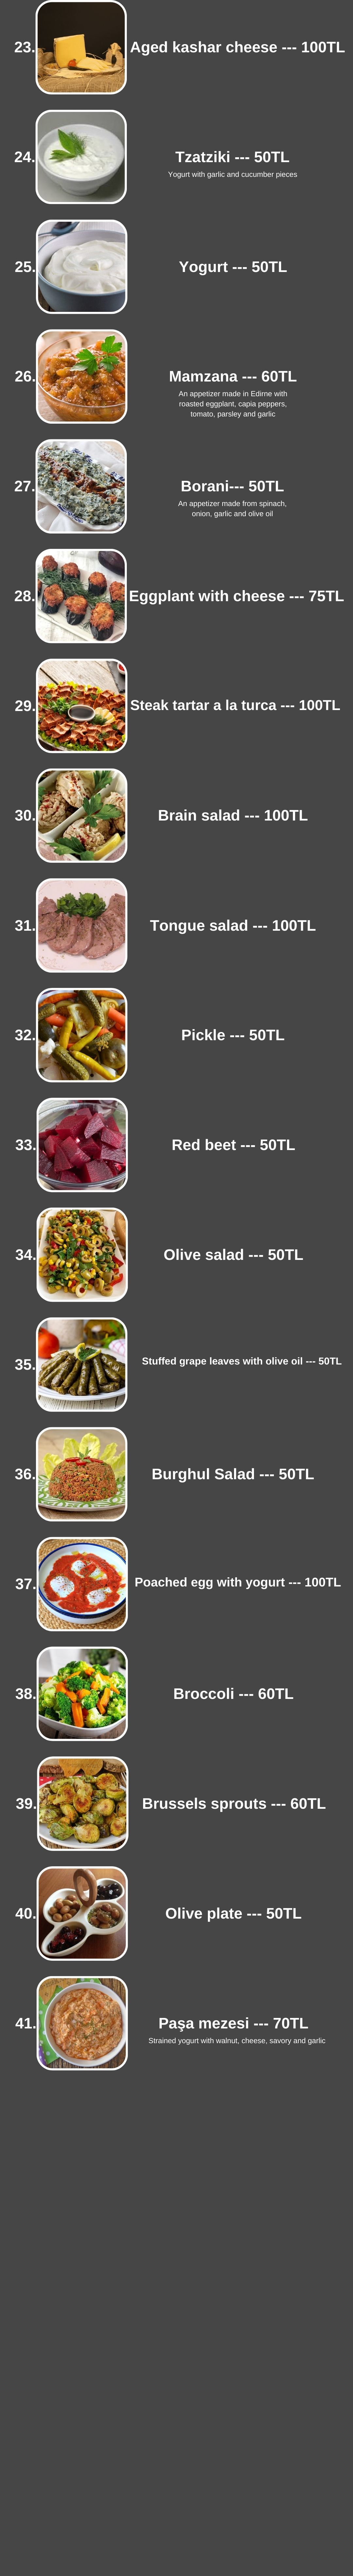 23. Aged kashar cheese --- 100TL
24. Tzatziki --- 50TL
Yogurt with garlic and cucumber pieces
25. Yogurt --- 50TL
26. Mamzana --- 60TL
An appetizer made in Edirne with
roasted eggplant, capia peppers,
tomato, parsley and garlic
27. Borani--- 50TL
An appetizer made from spinach,
onion, garlic and olive oil
28. Eggplant with cheese --- 75TL
29. Steak tartar a la turca --- 100TL
30. Brain salad --- 100TL
31. Tongue salad --- 100TL
32. Pickle --- 50TL
33. Red beet --- 50TL
34. Olive salad --- 50TL
35. Stuffed grape leaves with olive oil --- 50TL
36. Burghul Salad --- 50TL
37. Poached egg with yogurt --- 100TL
38. Broccoli --- 60TL
39. Brussels sprouts --- 60TL
40. Olive plate --- 50TL
41. Paşa mezesi --- 70TL
Strained yogurt with walnut, cheese, savory and garlic